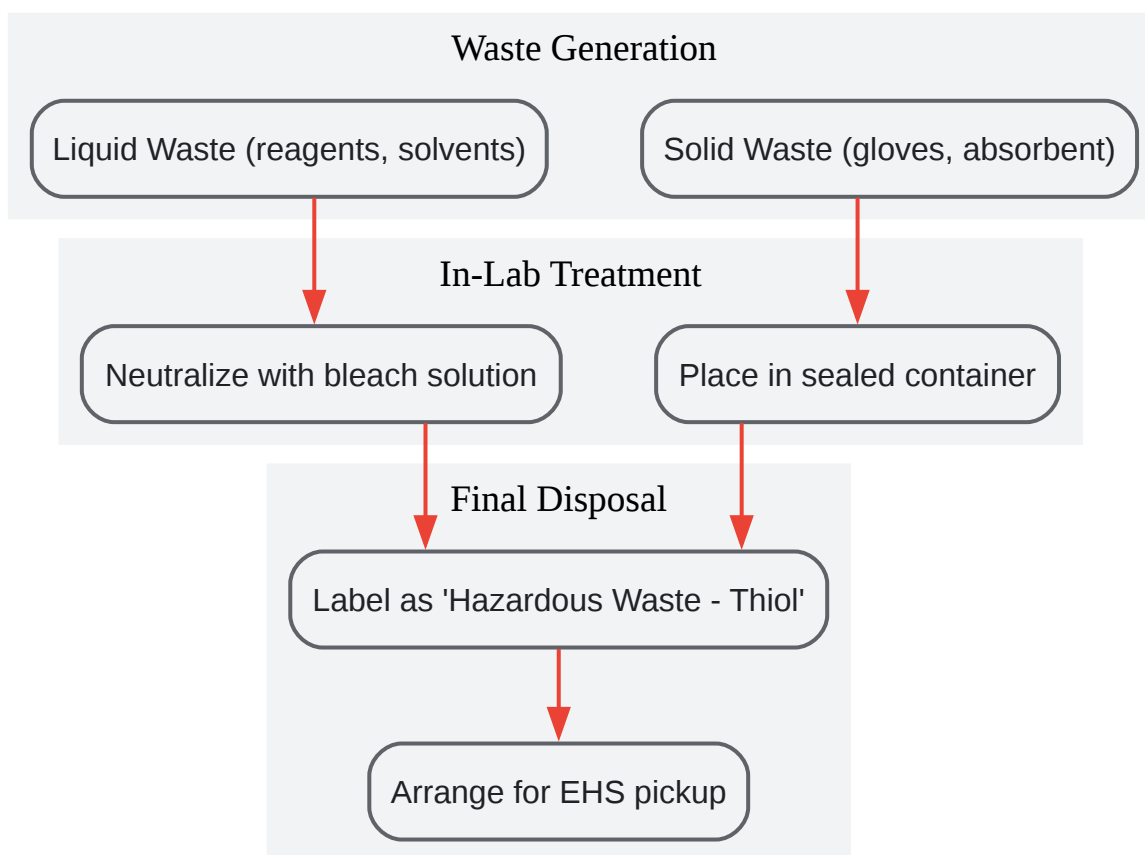 Waste Generation
Liquid Waste (reagents, solvents)
Solid Waste (gloves, absorbent)
In-Lab Treatment
Neutralize with bleach solution
Place in sealed container
Final Disposal
Label as 'Hazardous Waste - Thiol'
Arrange for EHS pickup